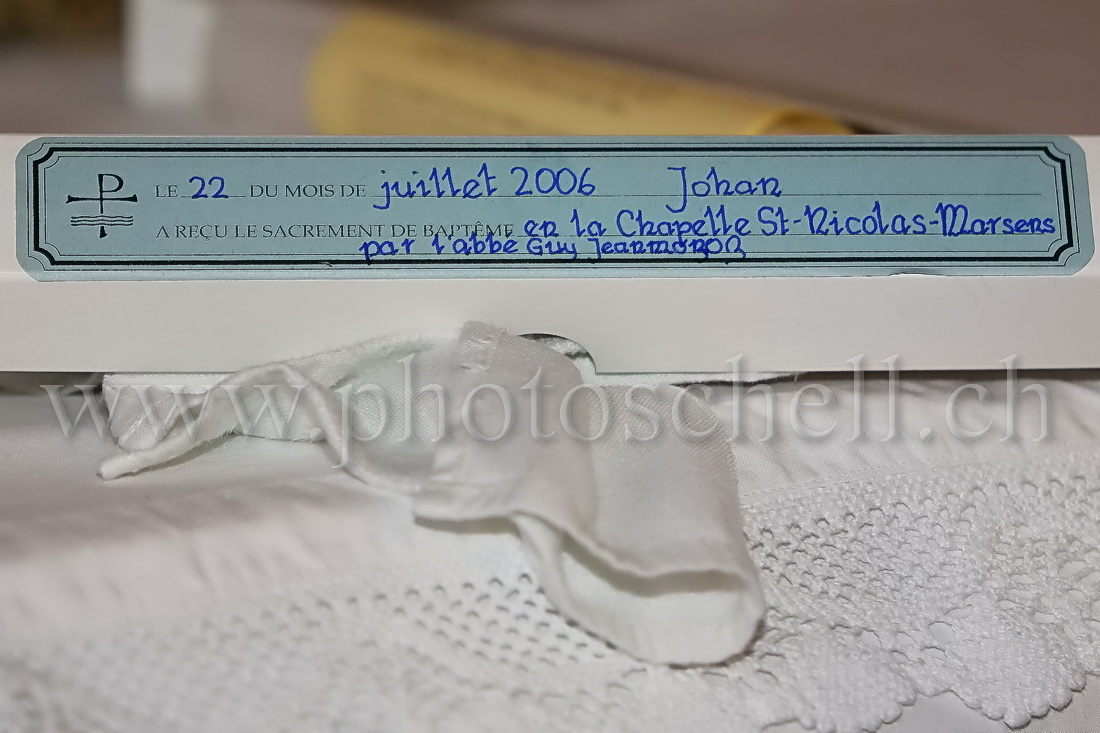 LE 22 DU MOIS DE juillet 2006 Johan
A REÇU LE SACREMENT DE BAPTÊME en la Chapelle St-Nicolas-Marsens
par l'abbé Guy Jeanmonod
www.photoschell.ch